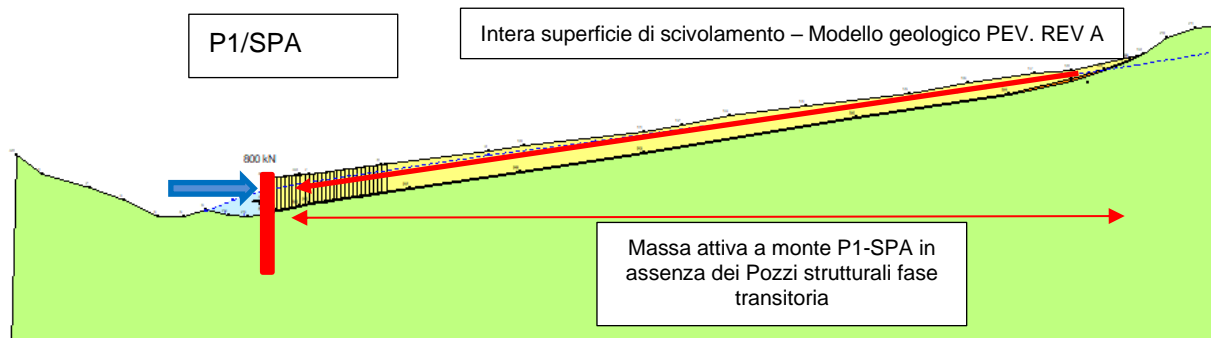 P1/SPA
Intera superficie di scivolamento – Modello geologico PEV. REV A
800 kN
Massa attiva a monte P1-SPA in
assenza dei Pozzi strutturali fase
transitoria